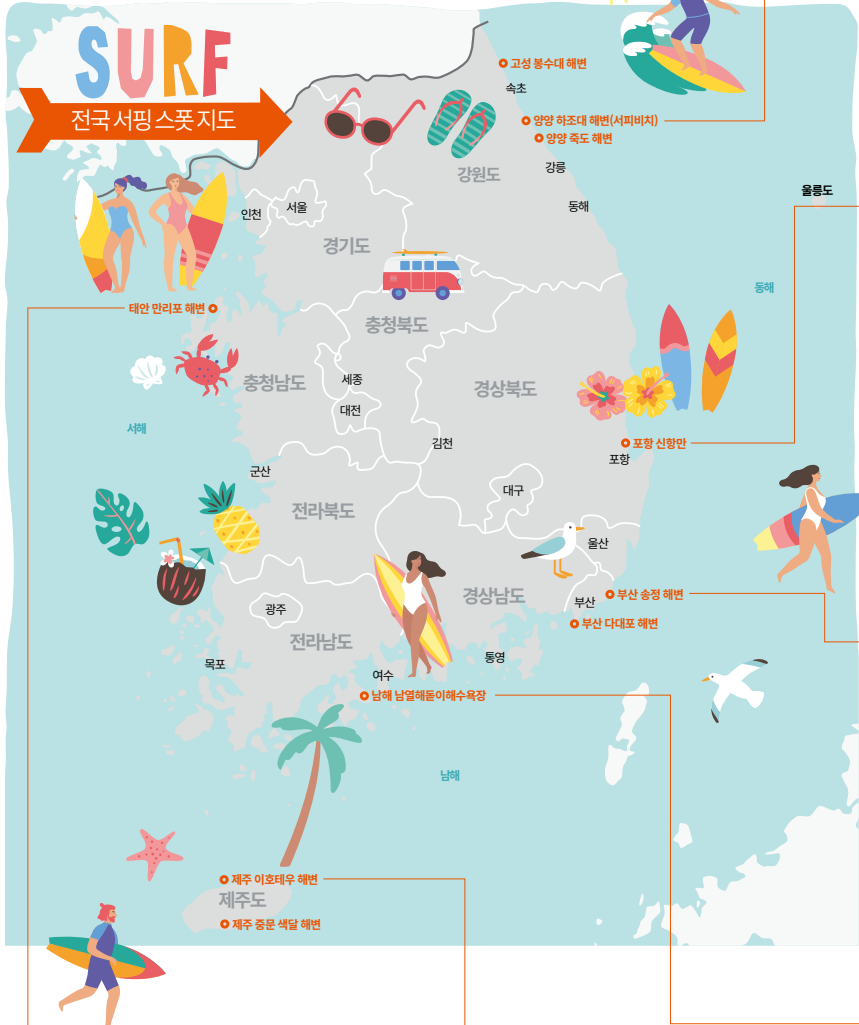 SURF
전국 서핑 스폿 지도
고성 봉수대 해변
속초
양양 하조대 해변(서피비치)
양양 죽도 해변
강릉
강원도
울릉도
동해
인천
서울
경기도
동해
태안 만리포 해변
충청북도
세종
충청남도
경상북도
대전
서해
김천
포항 신항만
포항
군산
대구
전라북도
울산
부산 송정 해변
경상남도
부산
광주
부산 다대포 해변
전라남도
통영
목포
여수
남해 남열해돋이해수욕장
남해
제주 이호테우 해변
제주도
제주 중문 색달 해변